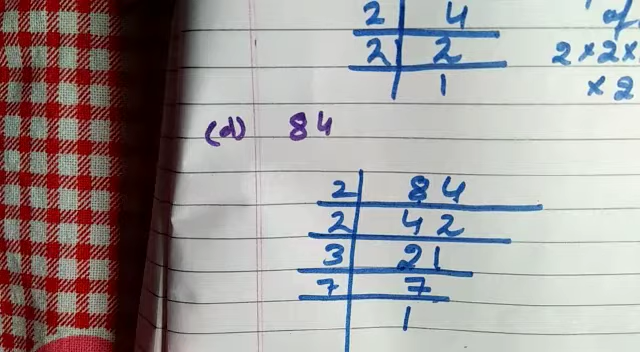 2 | 4
2 | 2
1
2×2×
×2
(d) 84
2 | 84
2 | 42
3 | 21
7 | 7
1